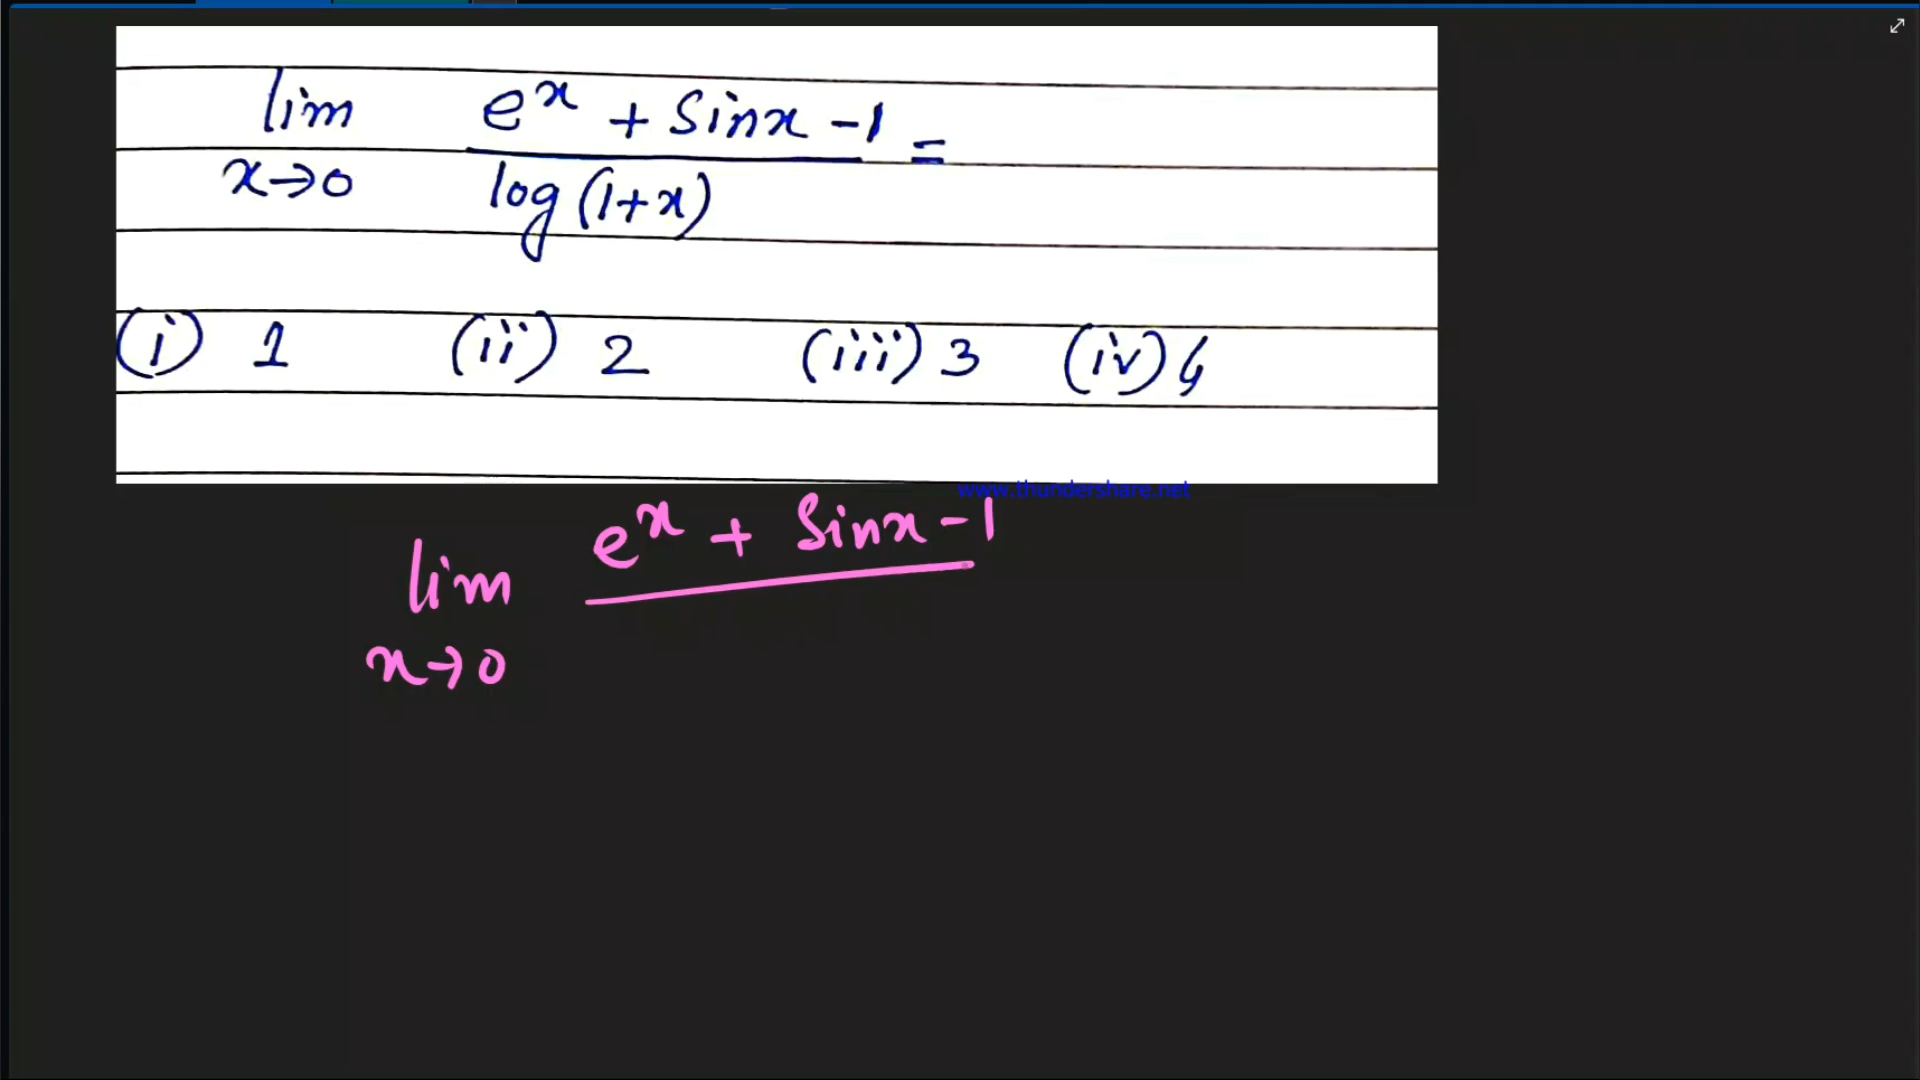 lim e^x + Sinx - 1 =
x→0 log (1+x)
(i) 1 (ii) 2 (iii) 3 (iv) 4
www.thundershare.net
lim e^x + Sinx - 1
x→0